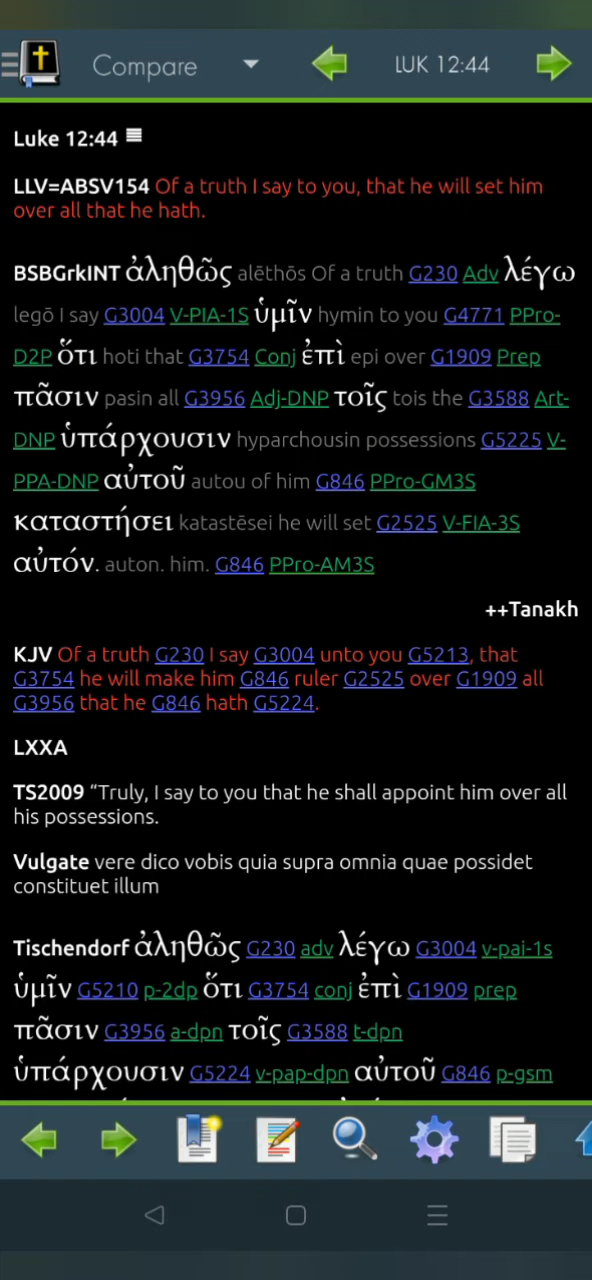 Compare
LUK 12:44
Luke 12:44
LLV=ABSV154 Of a truth I say to you, that he will set him
over all that he hath.
BSBGrkINT ἀληθῶς alēthōs Of a truth G230 Adv λέγω
legō I say G3004 V-PIA-1S ὑμῖν hymin to you G4771 PPro-
D2P ὅτι hoti that G3754 Conj ἐπὶ epi over G1909 Prep
πᾶσιν pasin all G3956 Adj-DNP τοῖς tois the G3588 Art-
DNP ὑπάρχουσιν hyparchousin possessions G5225 V-
PPA-DNP αὐτοῦ autou of him G846 PPro-GM3S
καταστήσει katastēsei he will set G2525 V-FIA-3S
αὐτόν. auton. him. G846 PPro-AM3S
++Tanakh
KJV Of a truth G230 I say G3004 unto you G5213, that
G3754 he will make him G846 ruler G2525 over G1909 all
G3956 that he G846 hath G5224.
LXXA
TS2009 “Truly, I say to you that he shall appoint him over all
his possessions.
Vulgate vere dico vobis quia supra omnia quae possidet
constituet illum
Tischendorf ἀληθῶς G230 adv λέγω G3004 v-pai-1s
ὑμῖν G5210 p-2dp ὅτι G3754 conj ἐπὶ G1909 prep
πᾶσιν G3956 a-dpn τοῖς G3588 t-dpn
ὑπάρχουσιν G5224 v-pap-dpn αὐτοῦ G846 p-gsm